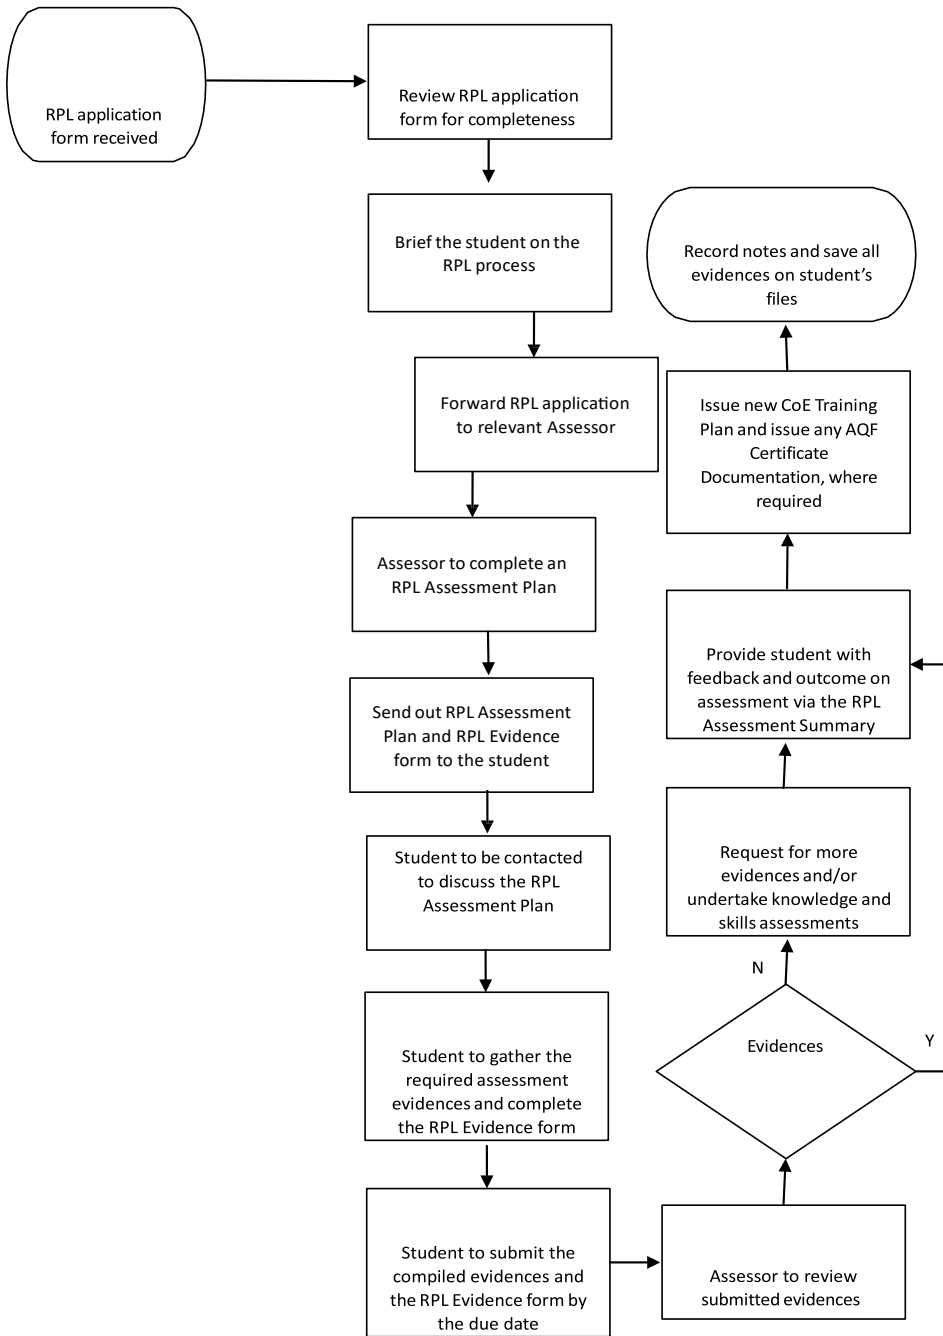 RPL application
form received
Review RPL application
form for completeness
Brief the student on the
RPL process
Forward RPL application
to relevant Assessor
Assessor to complete an
RPL Assessment Plan
Send out RPL Assessment
Plan and RPL Evidence
form to the student
Student to be contacted
to discuss the RPL
Assessment Plan
Student to gather the
required assessment
evidences and complete
the RPL Evidence form
Student to submit the
compiled evidences and
the RPL Evidence form by
the due date
Assessor to review
submitted evidences
Evidences
N
Y
Request for more
evidences and/or
undertake knowledge and
skills assessments
Provide student with
feedback and outcome on
assessment via the RPL
Assessment Summary
Issue new CoE Training
Plan and issue any AQF
Certificate
Documentation, where
required
Record notes and save all
evidences on student’s
files